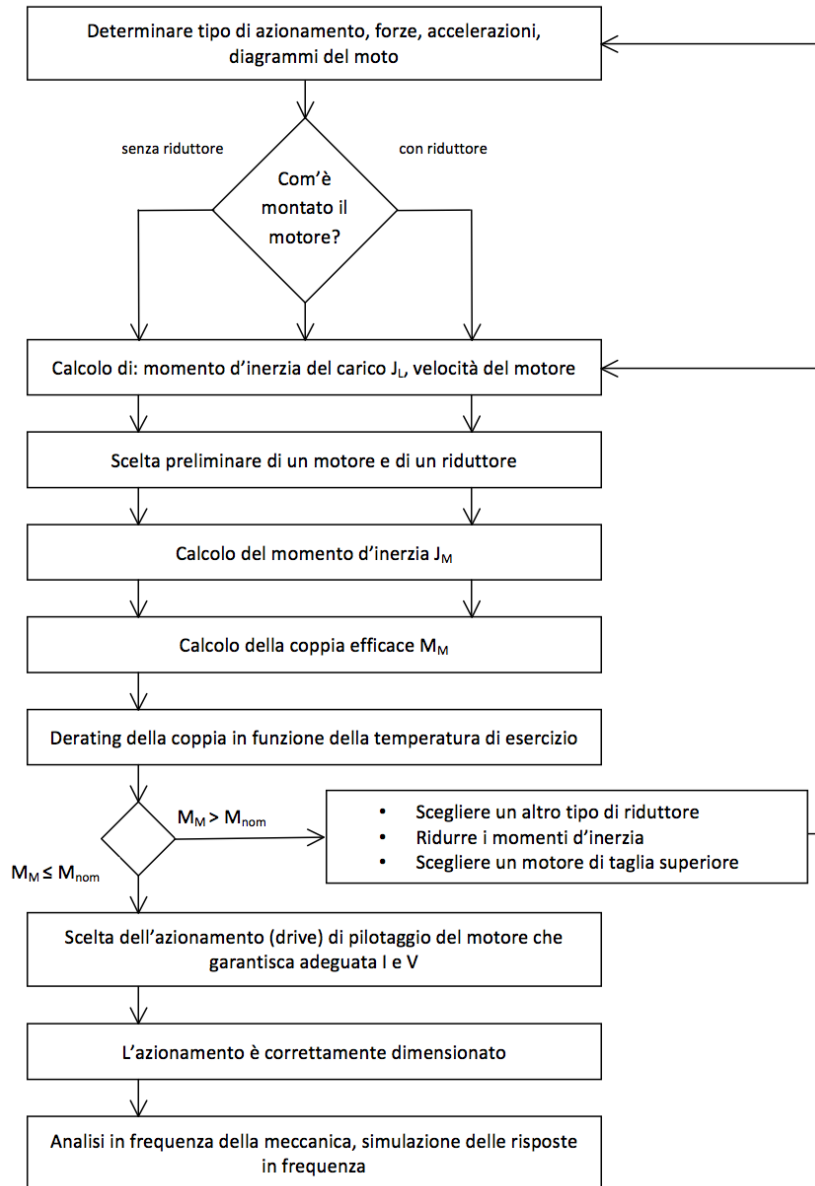 Determinare tipo di azionamento, forze, accelerazioni,
diagrammi del moto
senza riduttore
con riduttore
Com'è
montato il
motore?
Calcolo di: momento d'inerzia del carico JL, velocità del motore
Scelta preliminare di un motore e di un riduttore
Calcolo del momento d'inerzia JM
Calcolo della coppia efficace MM
Derating della coppia in funzione della temperatura di esercizio
MM > Mnom
• Scegliere un altro tipo di riduttore
• Ridurre i momenti d'inerzia
• Scegliere un motore di taglia superiore
MM ≤ Mnom
Scelta dell'azionamento (drive) di pilotaggio del motore che
garantisca adeguata I e V
L'azionamento è correttamente dimensionato
Analisi in frequenza della meccanica, simulazione delle risposte
in frequenza